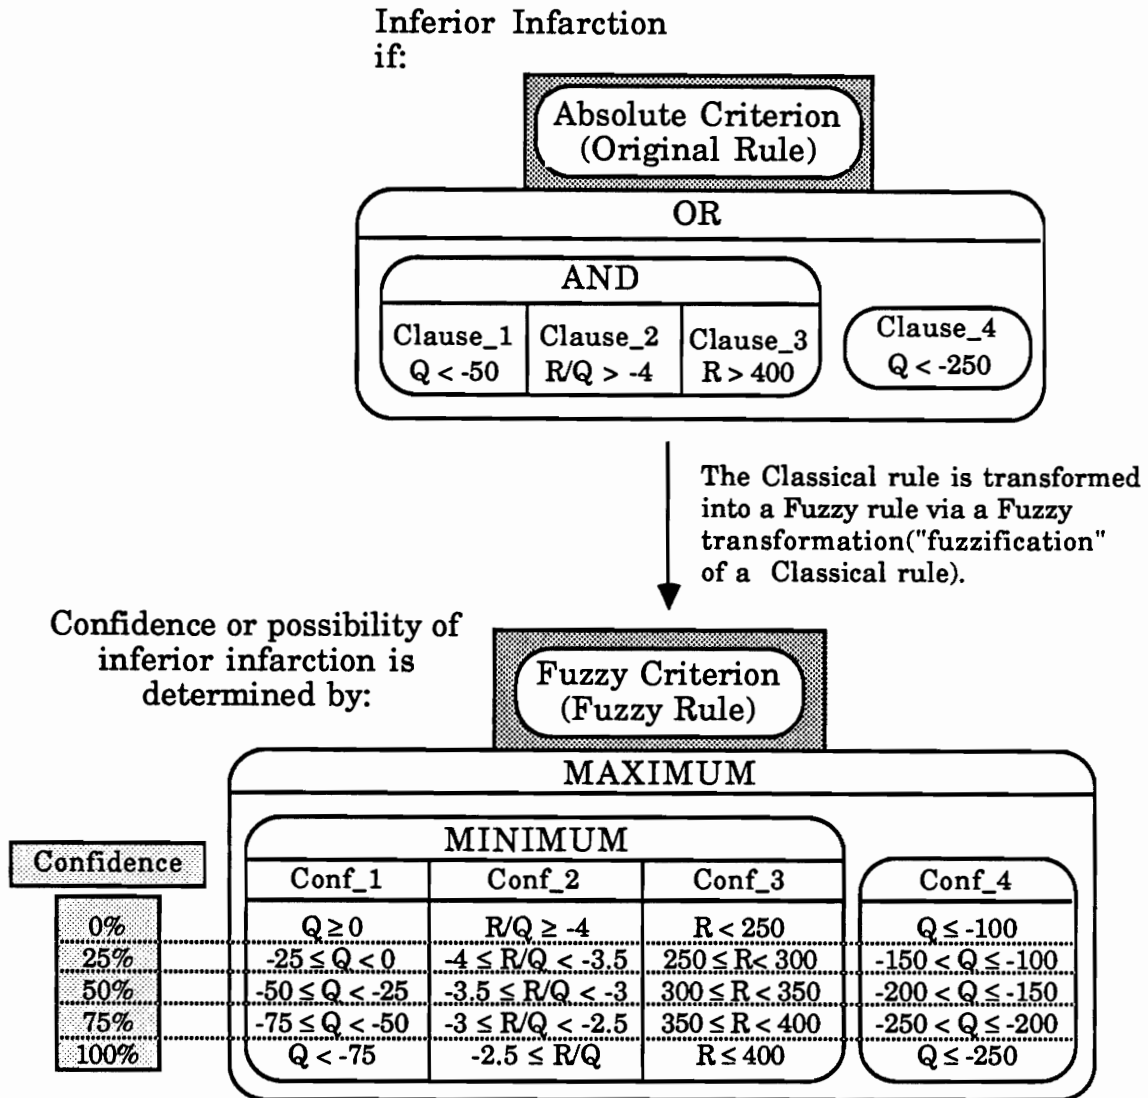 Inferior Infarction
if:
Absolute Criterion
(Original Rule)
OR
AND
Clause_1 Clause_2 Clause_3 Clause_4
Q < -50 R/Q > -4 R > 400 Q < -250
The Classical rule is transformed
into a Fuzzy rule via a Fuzzy
transformation("fuzzification"
of a Classical rule).
Confidence or possibility of
inferior infarction is
determined by:
Fuzzy Criterion
(Fuzzy Rule)
MAXIMUM
MINIMUM
Confidence
Conf_1 Conf_2 Conf_3 Conf_4
0% Q ≥ 0 R/Q ≥ -4 R < 250 Q ≤ -100
25% -25 ≤ Q < 0 -4 ≤ R/Q < -3.5 250 ≤ R< 300 -150 < Q ≤ -100
50% -50 ≤ Q < -25 -3.5 ≤ R/Q < -3 300 ≤ R < 350 -200 < Q ≤ -150
75% -75 ≤ Q < -50 -3 ≤ R/Q < -2.5 350 ≤ R < 400 -250 < Q ≤ -200
100% Q < -75 -2.5 ≤ R/Q R ≤ 400 Q ≤ -250